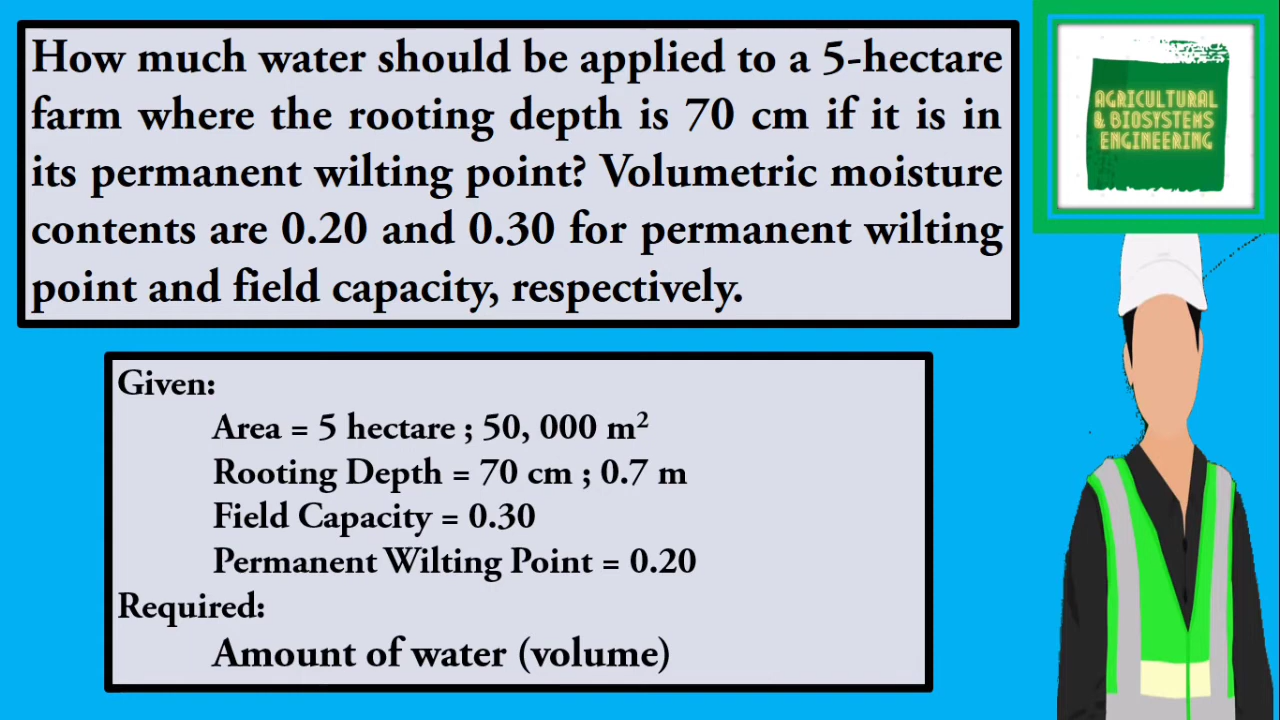 How much water should be applied to a 5-hectare
farm where the rooting depth is 70 cm if it is in
its permanent wilting point? Volumetric moisture
contents are 0.20 and 0.30 for permanent wilting
point and field capacity, respectively.
AGRICULTURAL
& BIOSYSTEMS
ENGINEERING
Given:
Area = 5 hectare ; 50, 000 m²
Rooting Depth = 70 cm ; 0.7 m
Field Capacity = 0.30
Permanent Wilting Point = 0.20
Required:
Amount of water (volume)